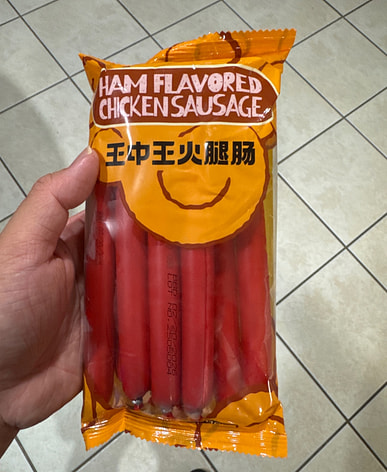 HAM FLAVORED
CHICKEN SAUSAGE
王中王火腿肠